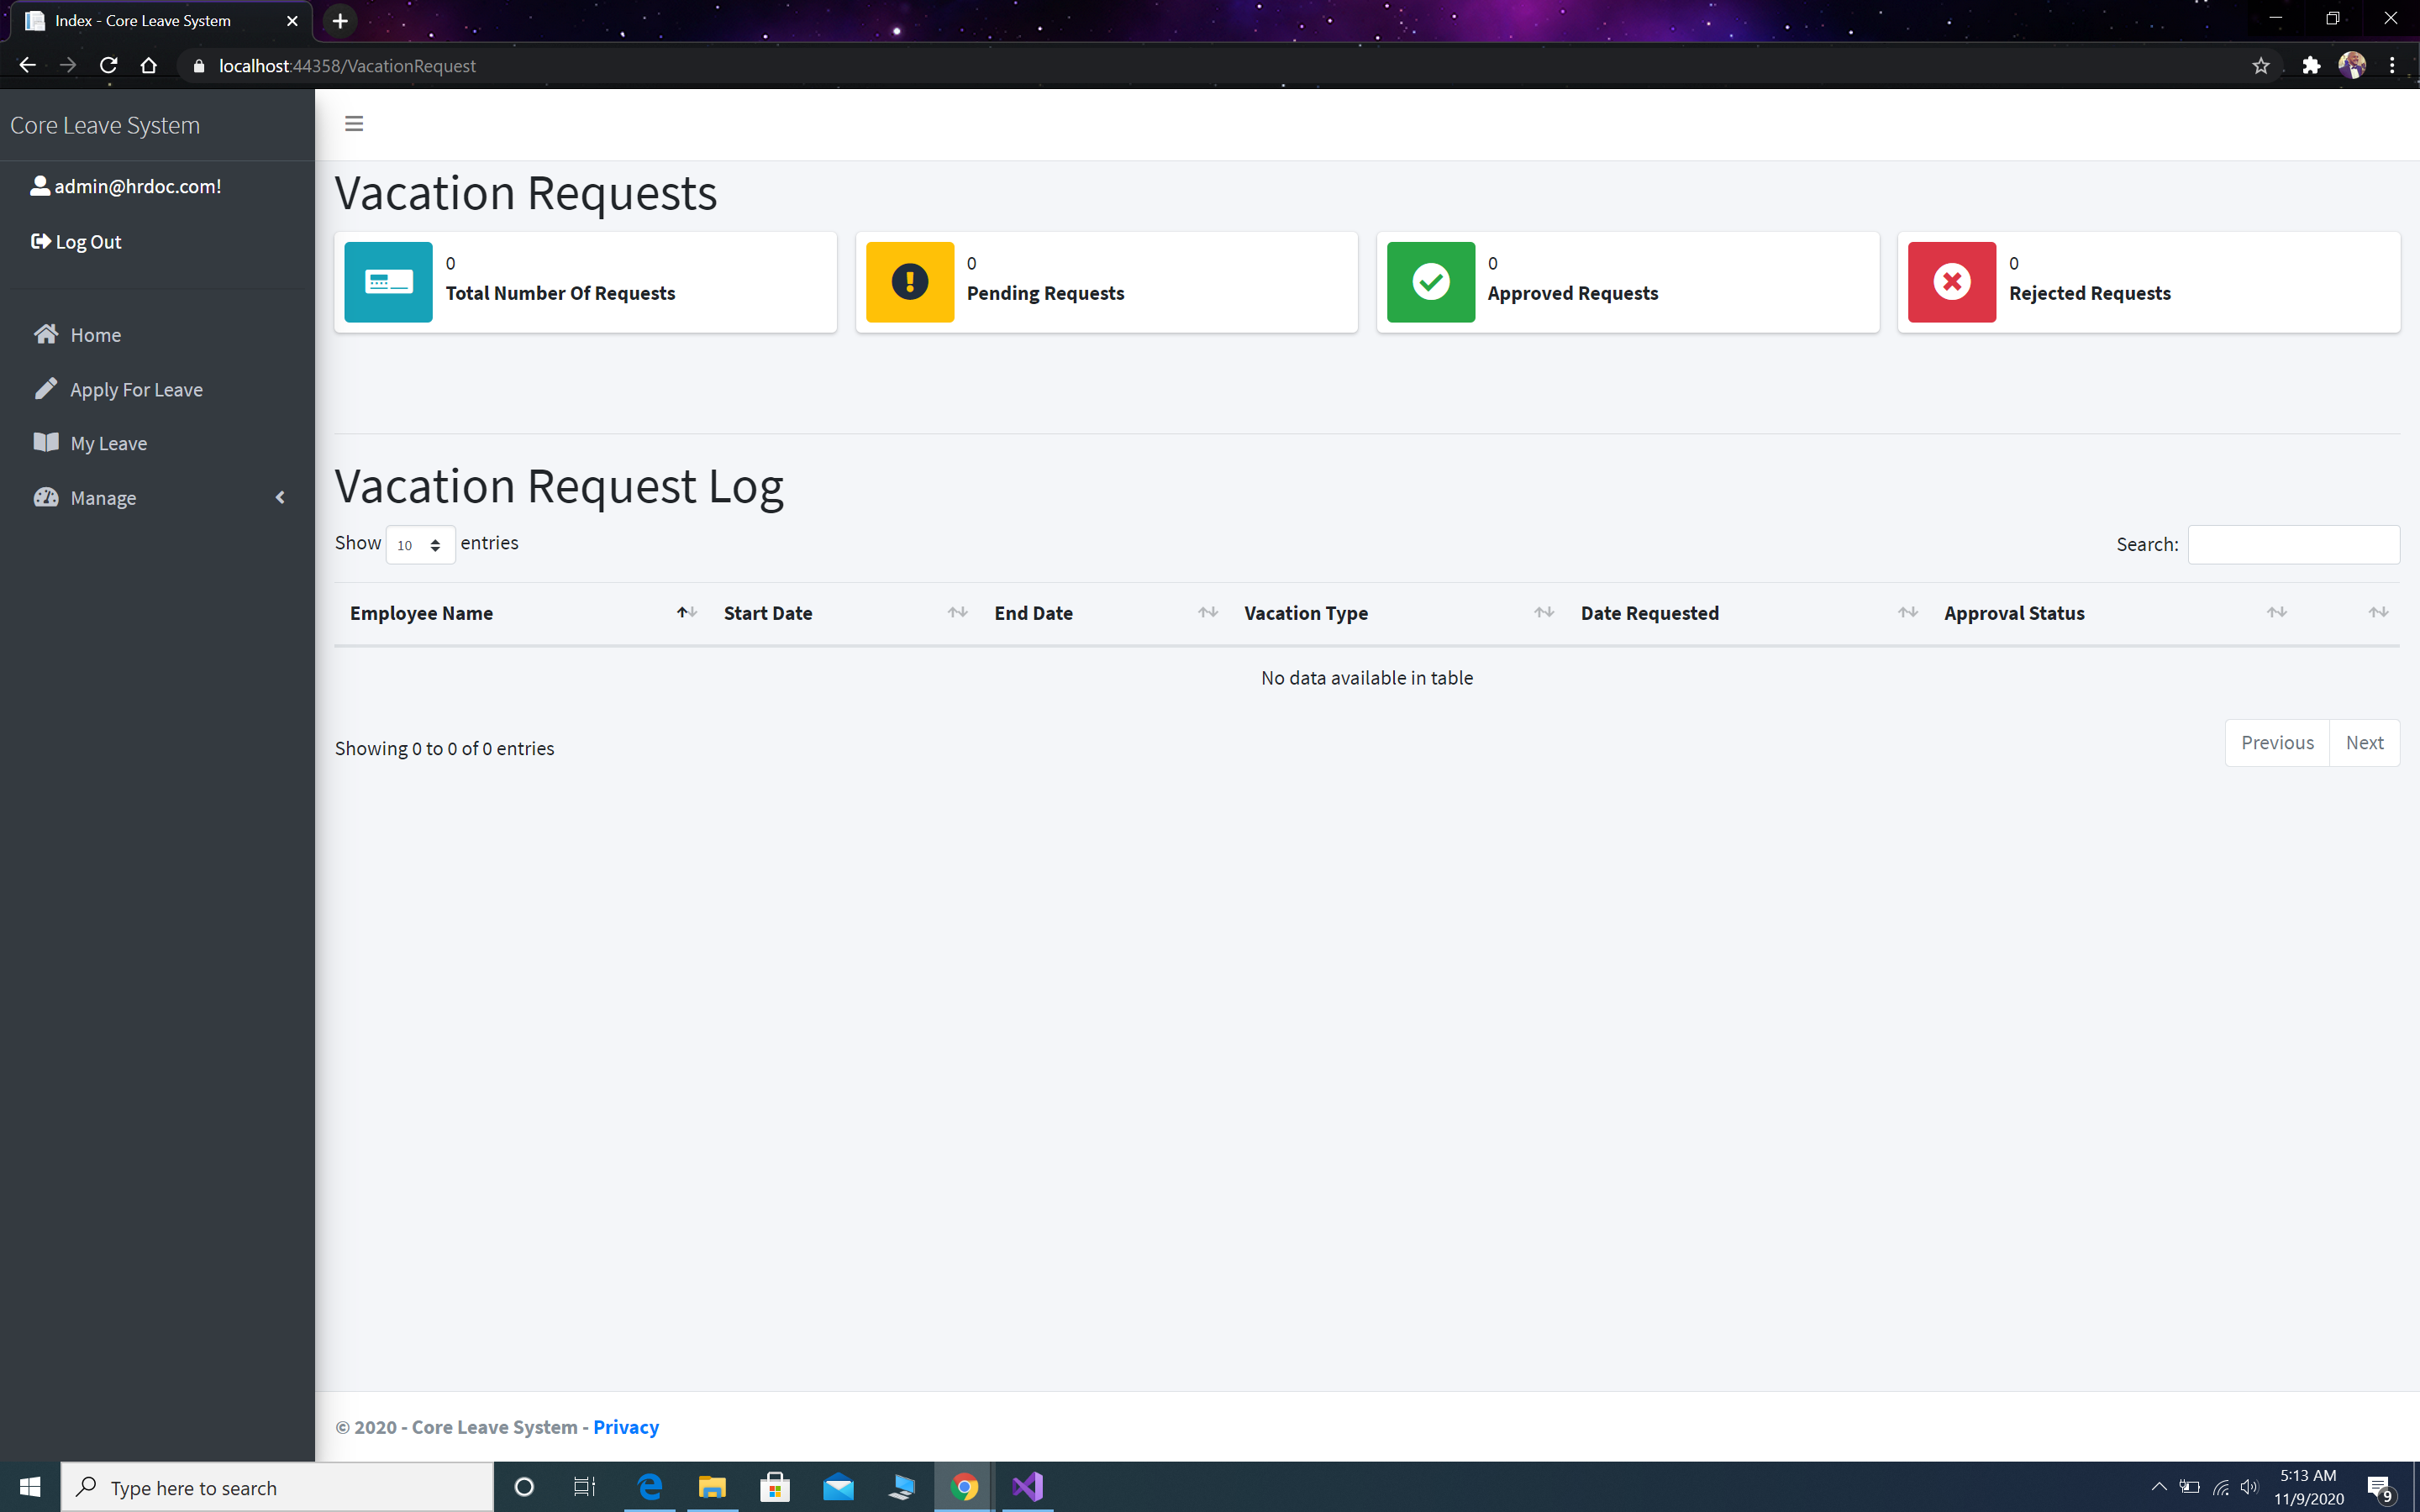 Index - Core Leave System
localhost:44358/VacationRequest
Core Leave System
admin@hrdoc.com!
Log Out
Home
Apply For Leave
My Leave
Manage
Vacation Requests
0
Total Number Of Requests
0
Pending Requests
0
Approved Requests
0
Rejected Requests
Vacation Request Log
Show 10 entries
Search:
Employee Name Start Date End Date Vacation Type Date Requested Approval Status
No data available in table
Showing 0 to 0 of 0 entries
Previous Next
© 2020 - Core Leave System - Privacy
Type here to search
5:13 AM
11/9/2020
9